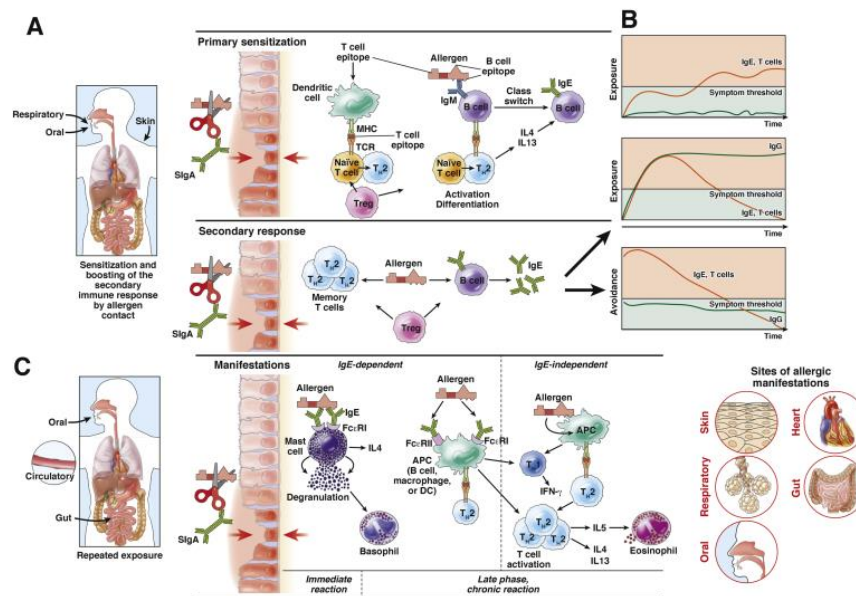 A
Primary sensitization
Respiratory
Oral
Skin
Sensitization and
boosting of the
secondary
immune response
by allergen
contact
SIgA
T cell
epitope
Dendritic
cell
MHC
TCR
T cell
epitope
Naïve
T cell
TH2
Treg
Allergen
B cell
epitope
IgM
B cell
Class
switch
IgE
B cell
IL4
IL13
Naïve
T cell
TH2
Activation
Differentiation
Secondary response
SIgA
TH2
TH2
TH2
Memory
T cells
Allergen
B cell
IgE
Treg
B
Exposure
IgE, T cells
Symptom threshold
Time
Exposure
IgG
Symptom threshold
IgE, T cells
Time
Avoidance
IgE, T cells
Symptom threshold
IgG
Time
C
Oral
Circulatory
Gut
Repeated exposure
Manifestations
IgE-dependent
IgE-independent
SIgA
Allergen
IgE
FcεRI
Mast
cell
IL4
Degranulation
Basophil
Allergen
FcεRII
FcεRI
APC
(B cell,
macrophage,
or DC)
TH2
Allergen
APC
TH1
IFN-γ
TH2
TH2
TH2
TH2
T cell
activation
IL5
IL4
IL13
Eosinophil
Immediate
reaction
Late phase,
chronic reaction
Sites of allergic
manifestations
Skin
Heart
Respiratory
Gut
Oral